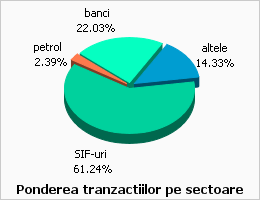 banci
22.03%
petrol
2.39%
altele
14.33%
SIF-uri
61.24%
Ponderea tranzactiilor pe sectoare